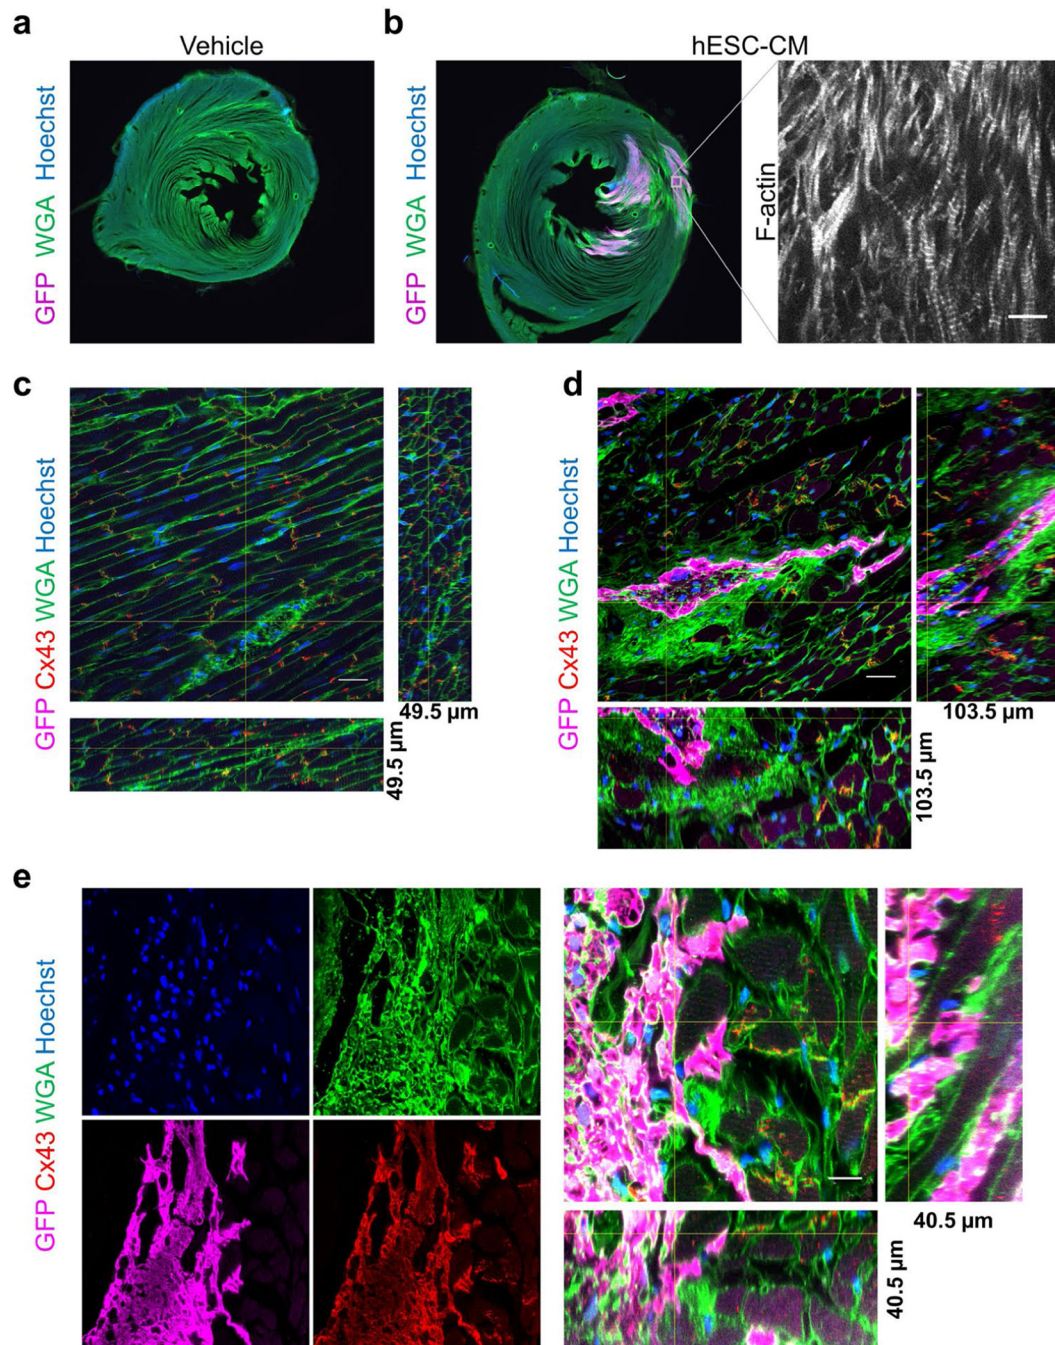 a
Vehicle
GFP WGA Hoechst
b
hESC-CM
GFP WGA Hoechst
F-actin
c
GFP Cx43 WGA Hoechst
49.5 µm
49.5 µm
d
GFP Cx43 WGA Hoechst
103.5 µm
103.5 µm
e
GFP Cx43 WGA Hoechst
40.5 µm
40.5 µm